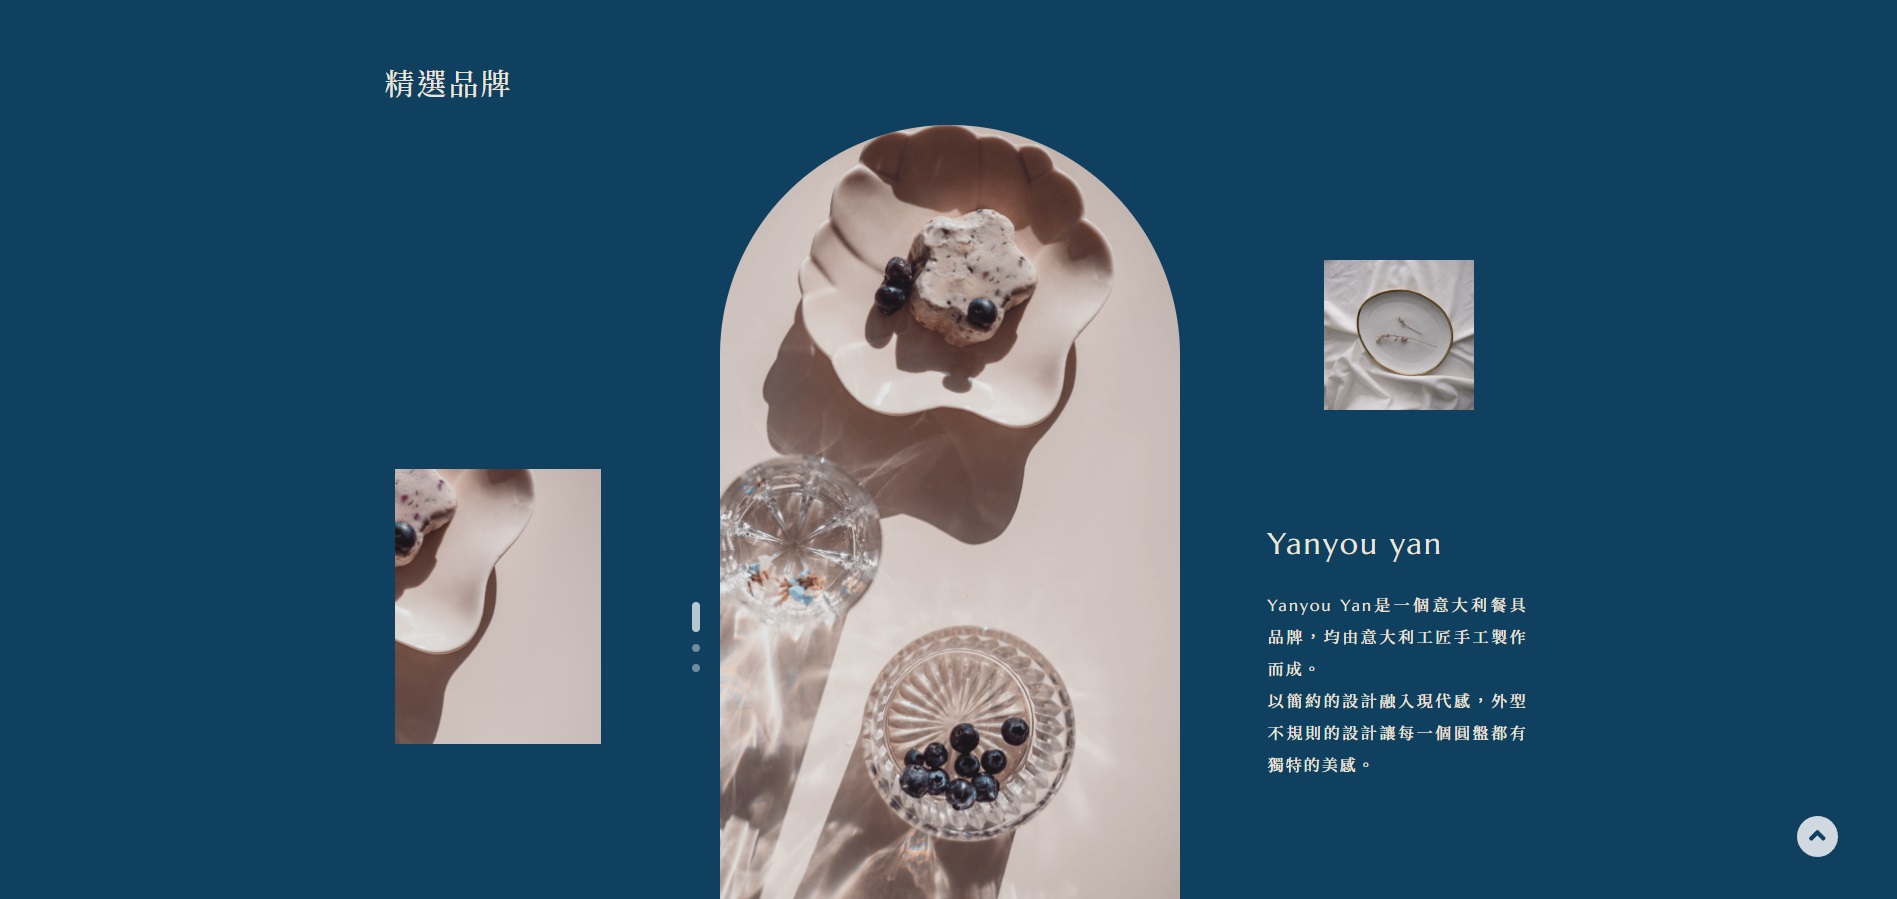 精選品牌
Yanyou yan
Yanyou Yan是一個意大利餐具
品牌，均由意大利工匠手工製作
而成。
以簡約的設計融入現代感，外型
不規則的設計讓每一個圓盤都有
獨特的美感。